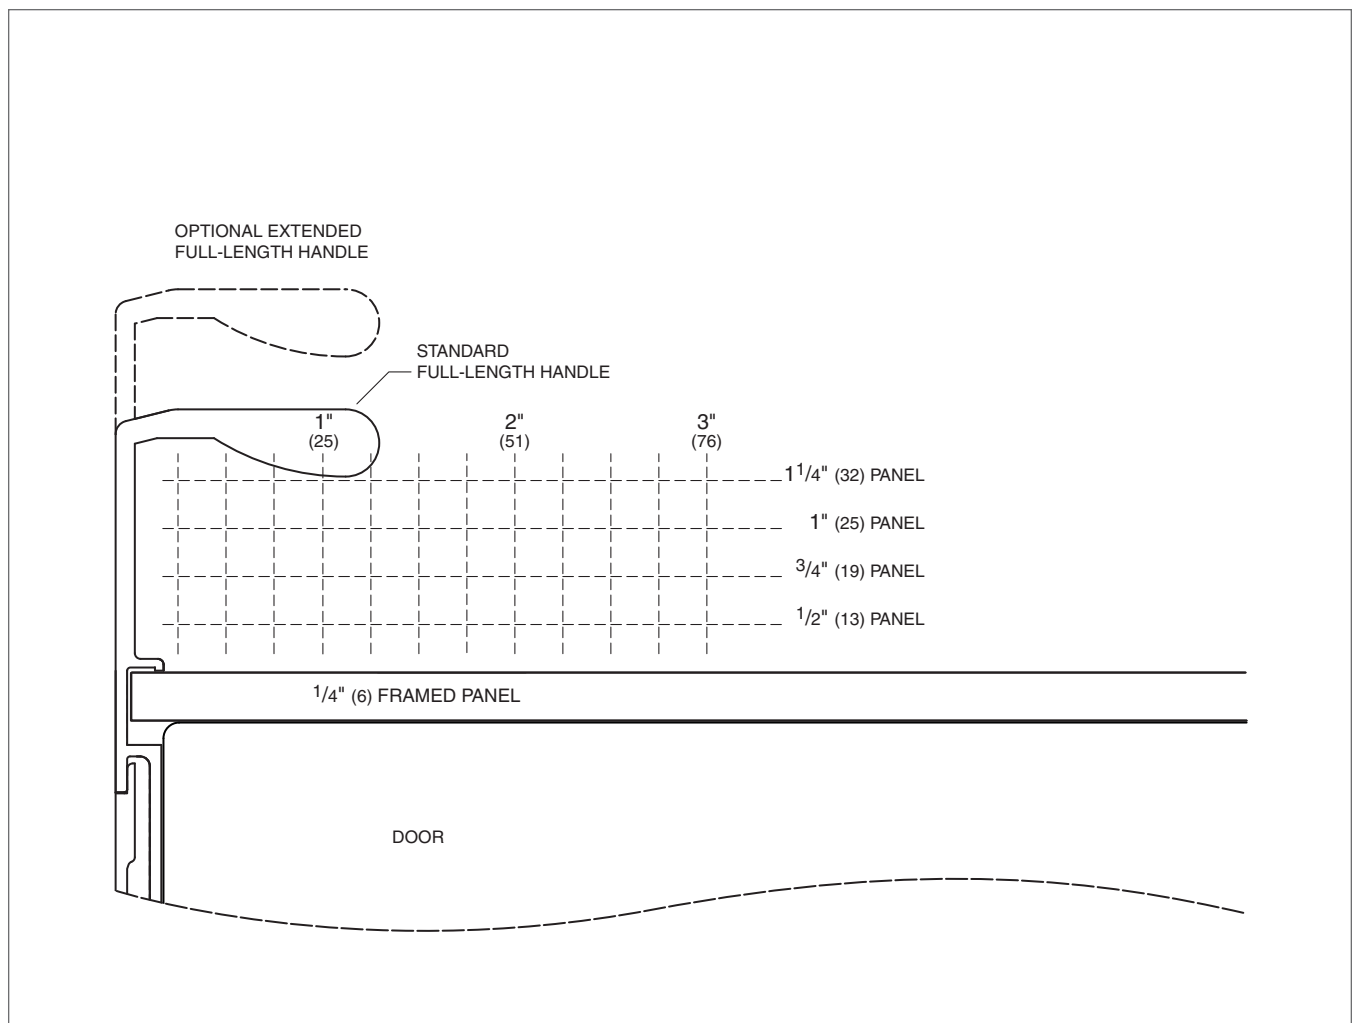 OPTIONAL EXTENDED
FULL-LENGTH HANDLE
STANDARD
FULL-LENGTH HANDLE
1" 2" 3"
(25) (51) (76)
1 1/4" (32) PANEL
1" (25) PANEL
3/4" (19) PANEL
1/2" (13) PANEL
1/4" (6) FRAMED PANEL
DOOR